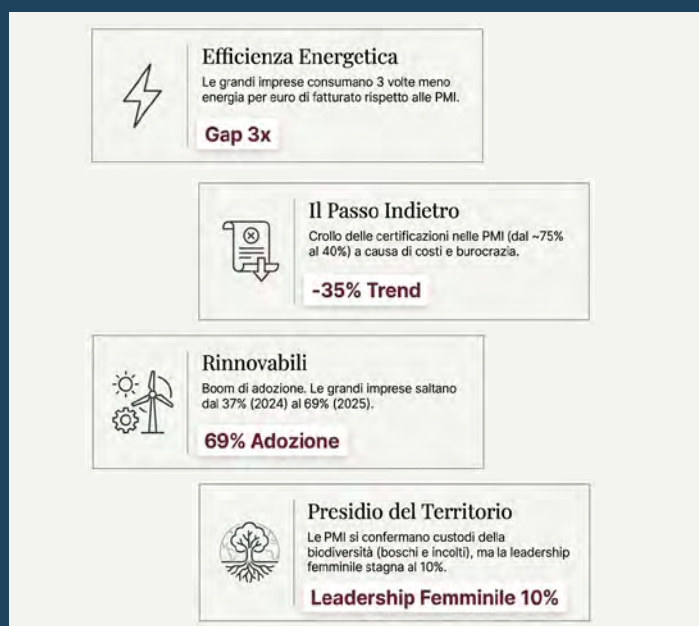 Efficienza Energetica
Le grandi imprese consumano 3 volte meno
energia per euro di fatturato rispetto alle PMI.
Gap 3x
Il Passo Indietro
Crollo delle certificazioni nelle PMI (dal ~75%
al 40%) a causa di costi e burocrazia.
-35% Trend
Rinnovabili
Boom di adozione. Le grandi imprese saltano
dal 37% (2024) al 69% (2025).
69% Adozione
Presidio del Territorio
Le PMI si confermano custodi della
biodiversità (boschi e incolti), ma la leadership
femminile stagna al 10%.
Leadership Femminile 10%